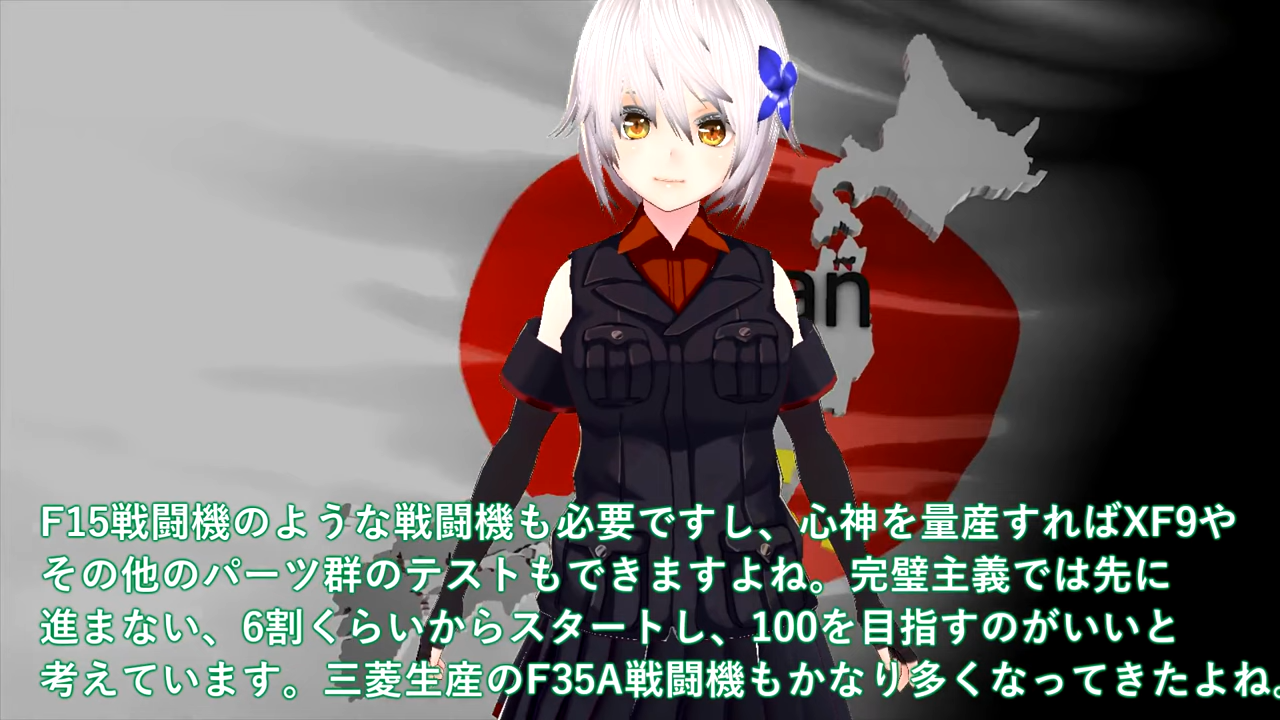 an
F15戦闘機のような戦闘機も必要ですし、心神を量産すればXF9や
その他のパーツ群のテストもできますよね。完璧主義では先に
進まない、6割くらいからスタートし、100を目指すのがいいと
考えています。三菱生産のF35A戦闘機もかなり多くなってきたよね。